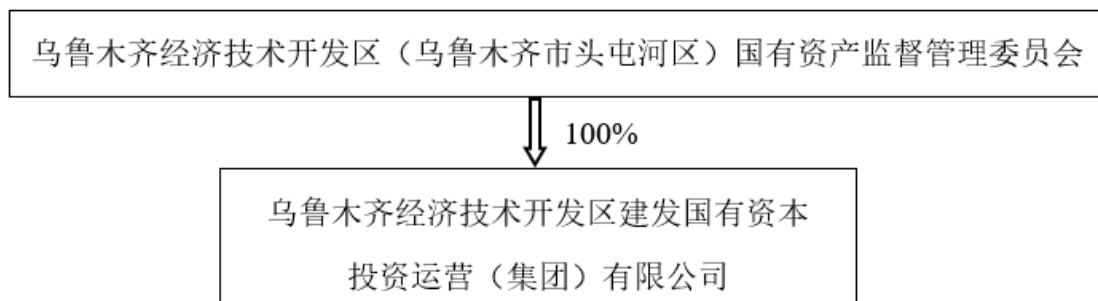 乌鲁木齐经济技术开发区（乌鲁木齐市头屯河区）国有资产监督管理委员会
100%
乌鲁木齐经济技术开发区建发国有资本
投资运营（集团）有限公司